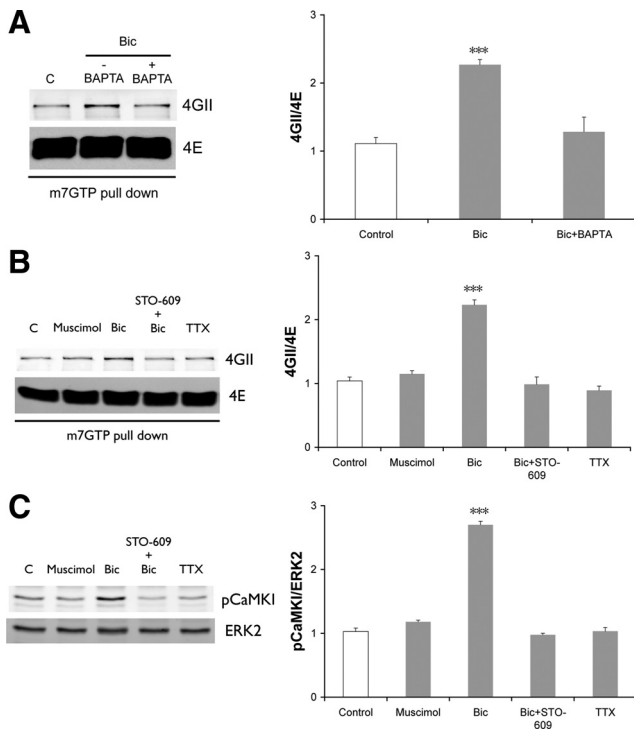 A
Bic
- +
C BAPTA BAPTA
4GII
4E
m7GTP pull down
4GII/4E
3
2
1
0
***
Control Bic Bic+BAPTA
B
STO-609
+
C Muscimol Bic Bic TTX
4GII
4E
m7GTP pull down
4GII/4E
3
2
1
0
***
Control Muscimol Bic Bic+STO-
609 TTX
C
STO-609
+
C Muscimol Bic Bic TTX
pCaMKI
ERK2
pCaMKI/ERK2
3
2
1
0
***
Control Muscimol Bic Bic+STO-
609 TTX